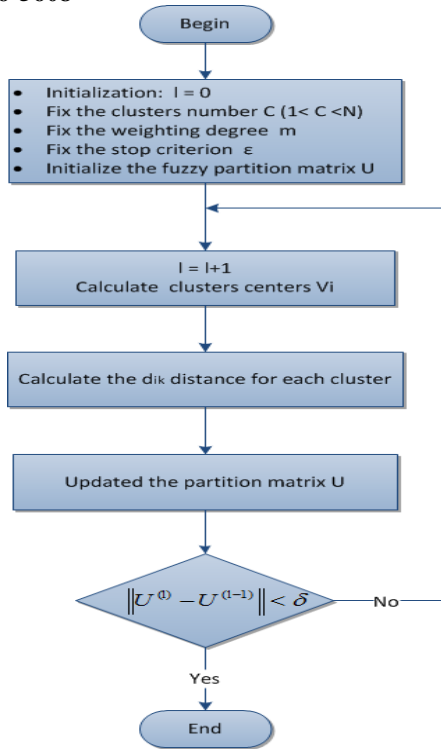 Begin
• Initialization: l = 0
• Fix the clusters number C (1< C <N)
• Fix the weighting degree m
• Fix the stop criterion ε
• Initialize the fuzzy partition matrix U
l = l+1
Calculate clusters centers Vi
Calculate the dik distance for each cluster
Updated the partition matrix U
‖U⁽ˡ⁾ − U⁽ˡ⁻¹⁾‖ < δ
No
Yes
End